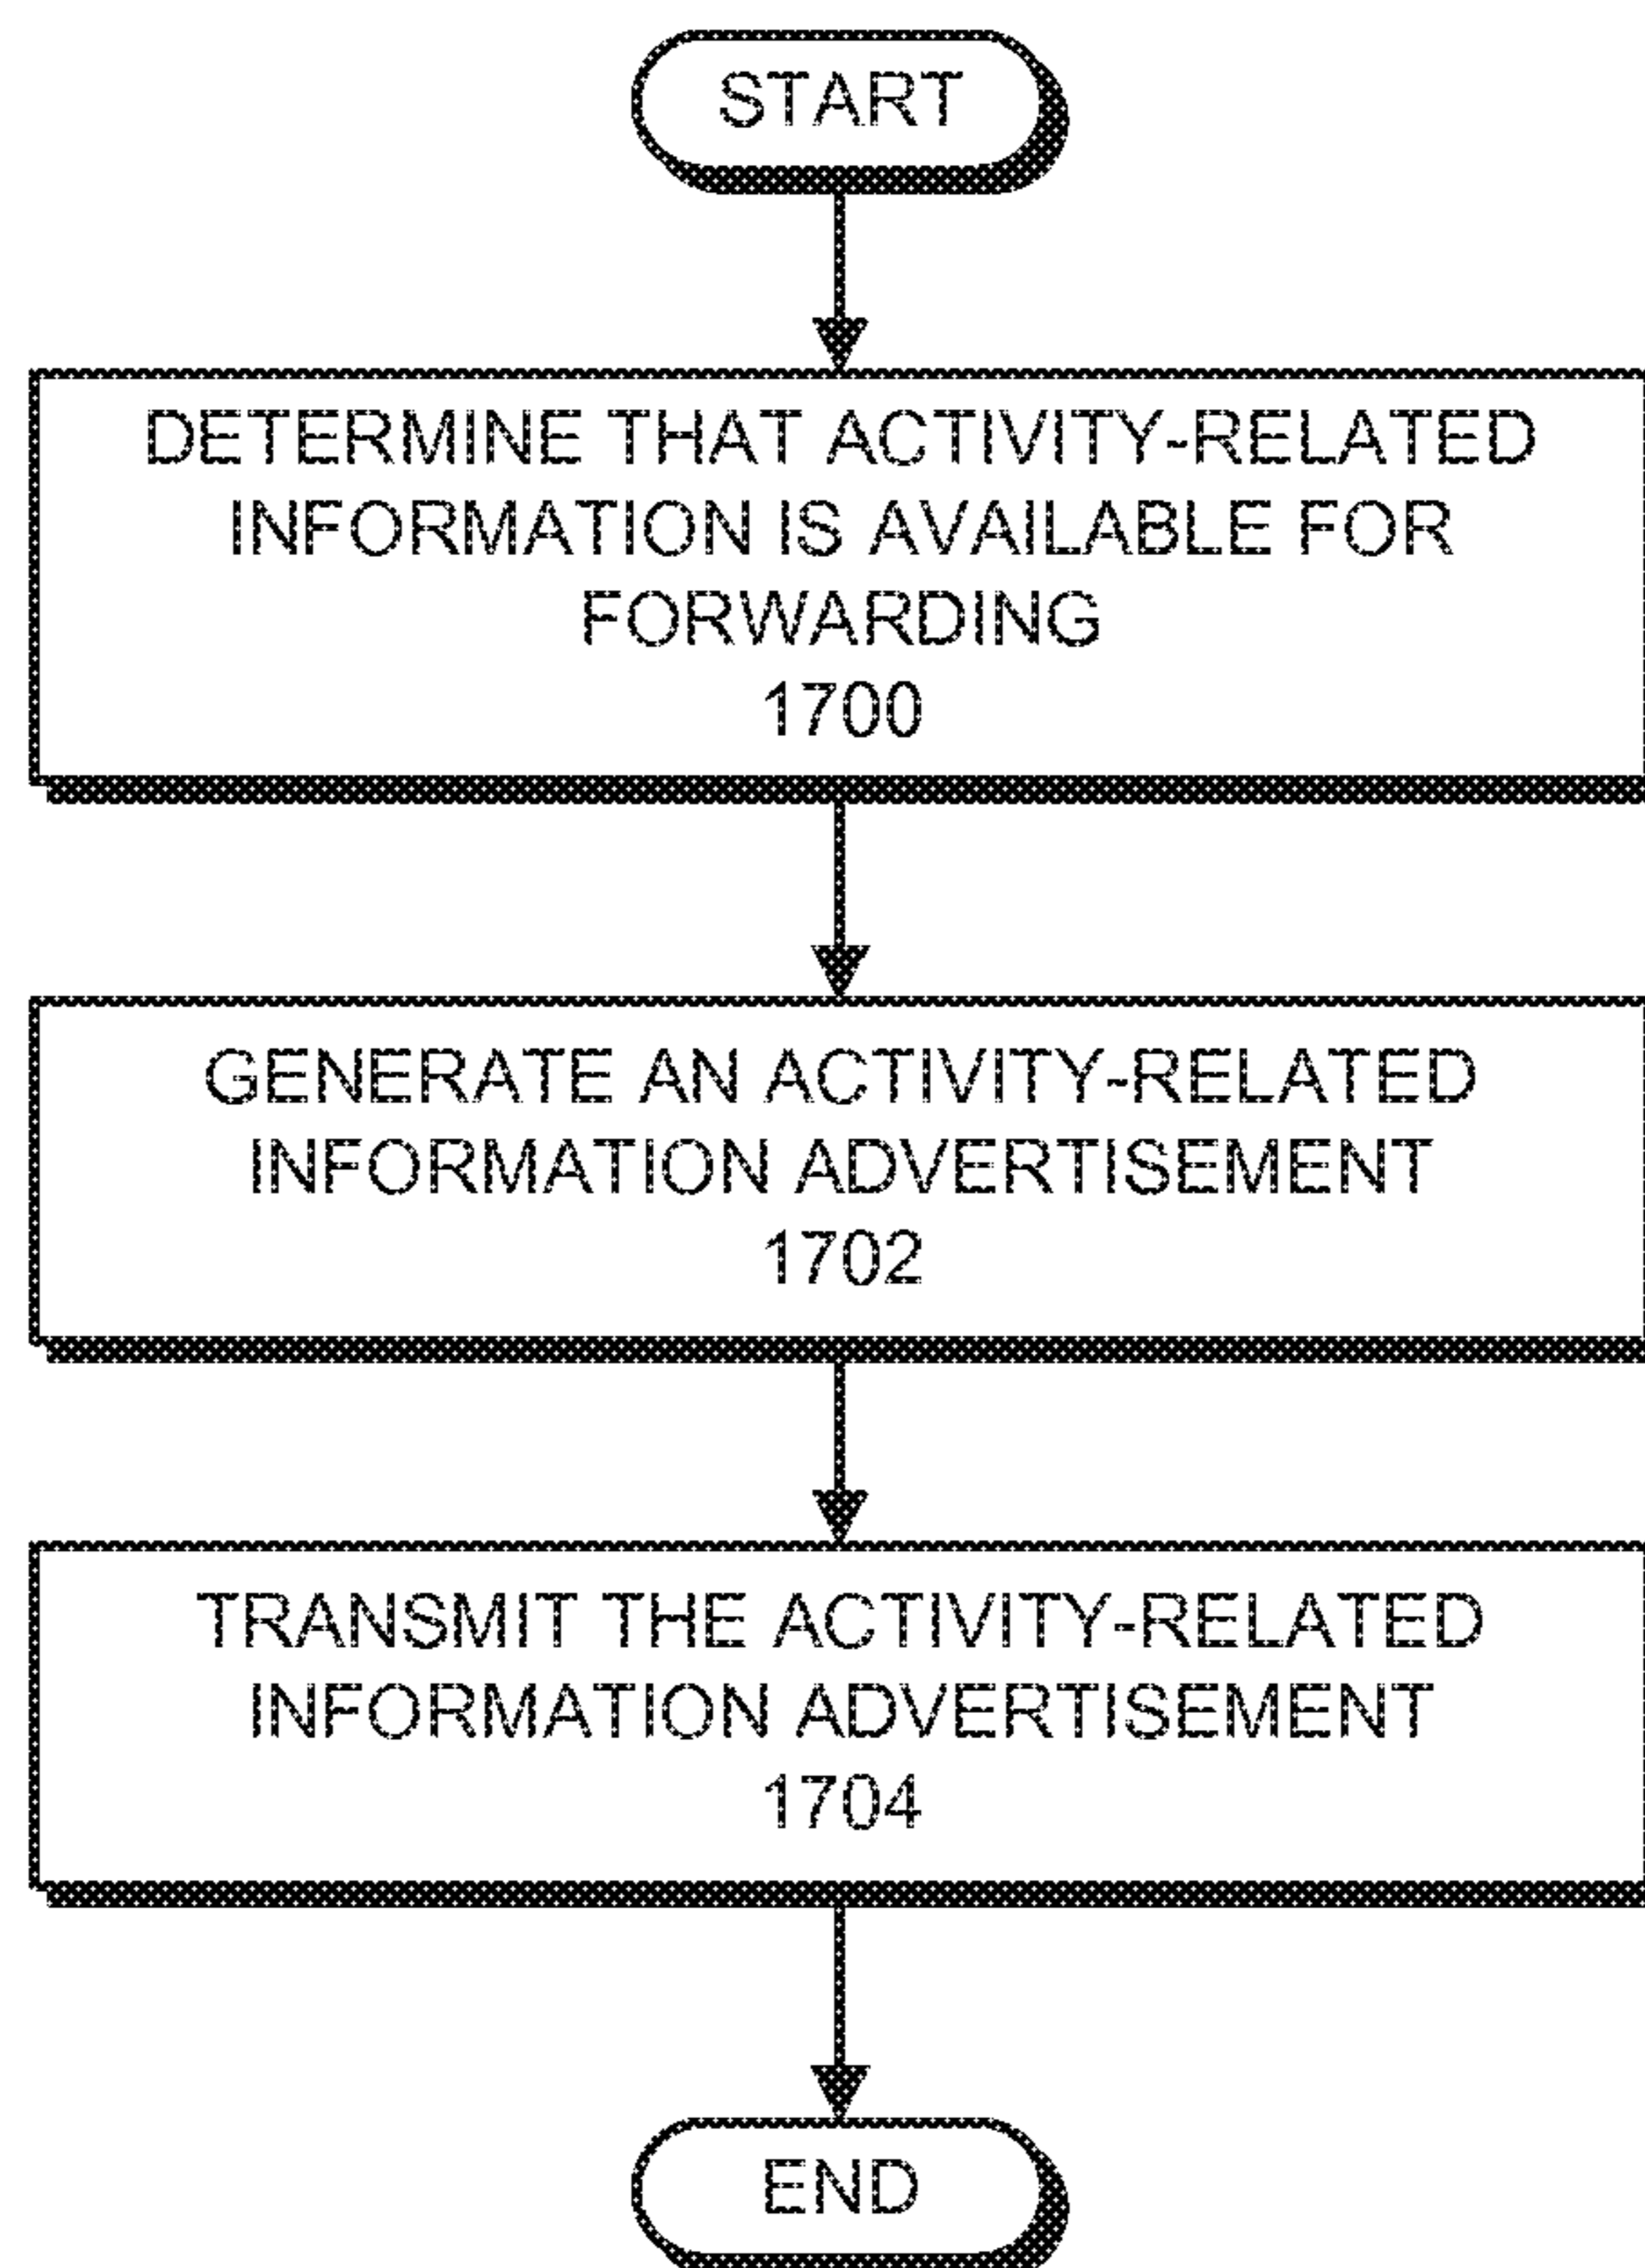 START
DETERMINE THAT ACTIVITY-RELATED
INFORMATION IS AVAILABLE FOR
FORWARDING
1700
GENERATE AN ACTIVITY-RELATED
INFORMATION ADVERTISEMENT
1702
TRANSMIT THE ACTIVITY-RELATED
INFORMATION ADVERTISEMENT
1704
END